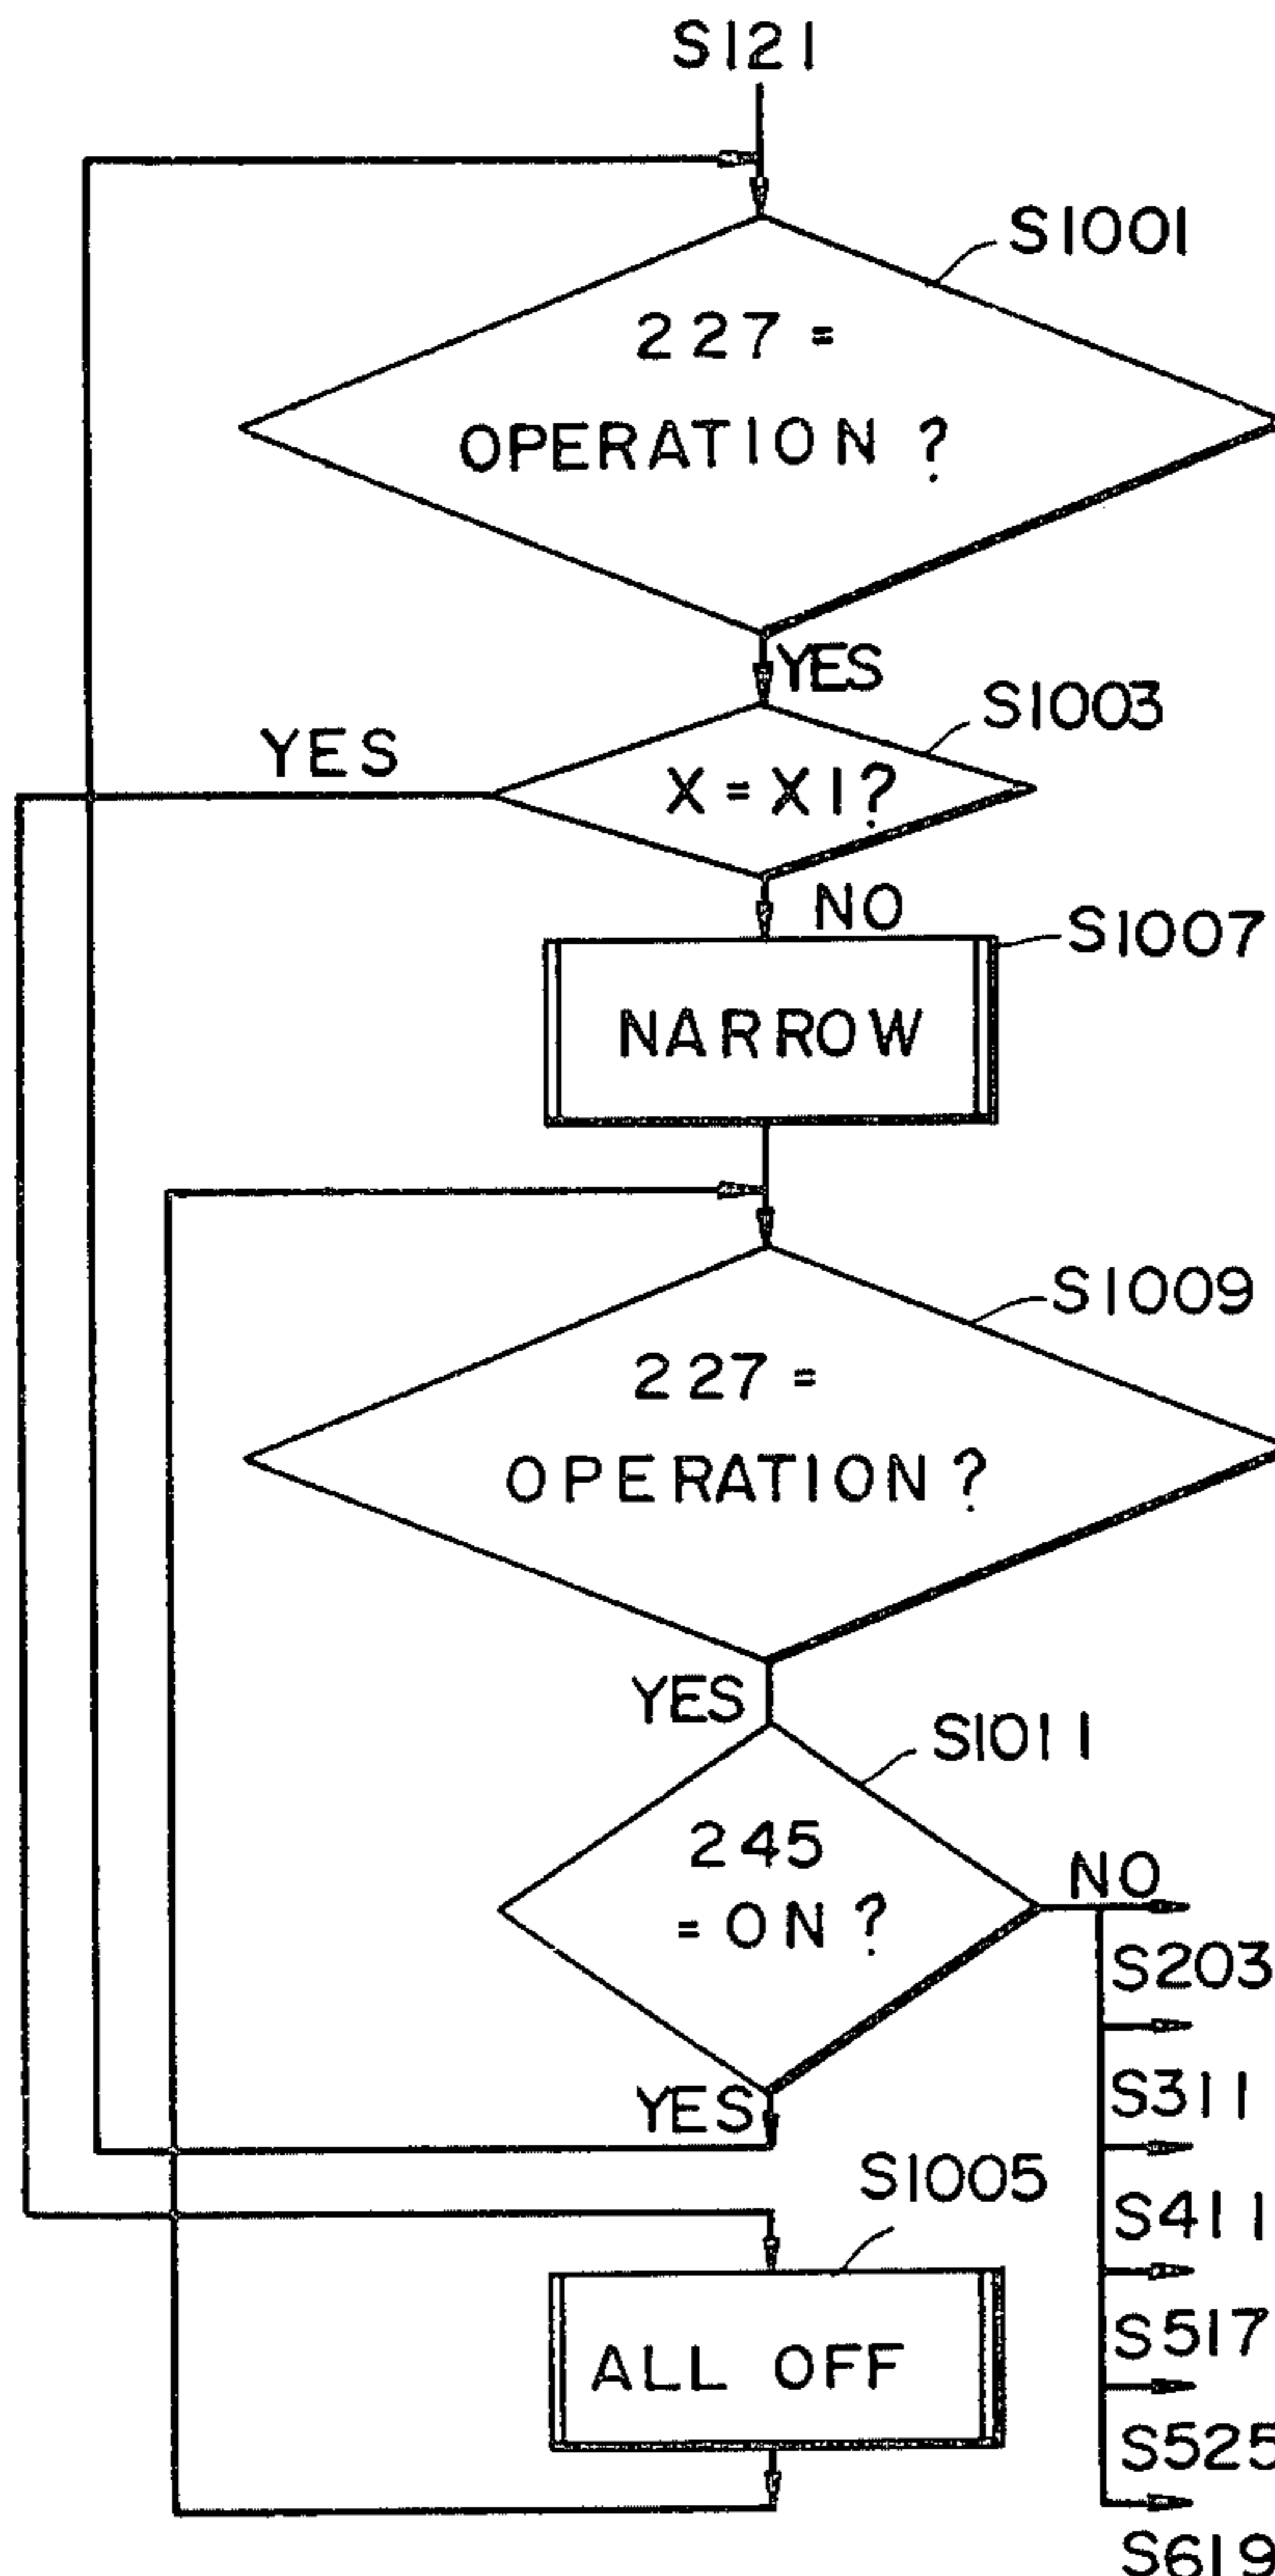 S121
S1001
227 =
OPERATION ?
YES
S1003
YES
X = X1?
NO
S1007
NARROW
S1009
227 =
OPERATION ?
YES
S1011
245
= ON ?
NO
S203
S311
YES
S411
S1005
S517
ALL OFF
S525
S619